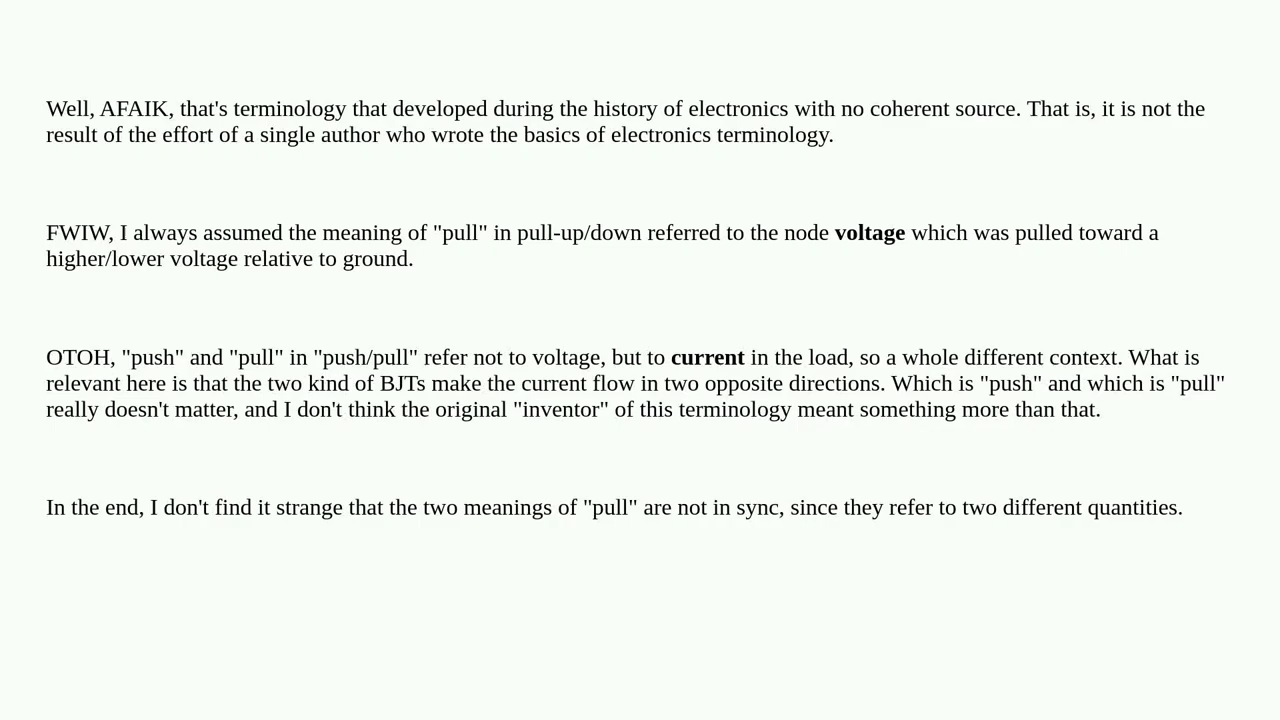 Well, AFAIK, that's terminology that developed during the history of electronics with no coherent source. That is, it is not the
result of the effort of a single author who wrote the basics of electronics terminology.
FWIW, I always assumed the meaning of "pull" in pull-up/down referred to the node voltage which was pulled toward a
higher/lower voltage relative to ground.
OTOH, "push" and "pull" in "push/pull" refer not to voltage, but to current in the load, so a whole different context. What is
relevant here is that the two kind of BJTs make the current flow in two opposite directions. Which is "push" and which is "pull"
really doesn't matter, and I don't think the original "inventor" of this terminology meant something more than that.
In the end, I don't find it strange that the two meanings of "pull" are not in sync, since they refer to two different quantities.